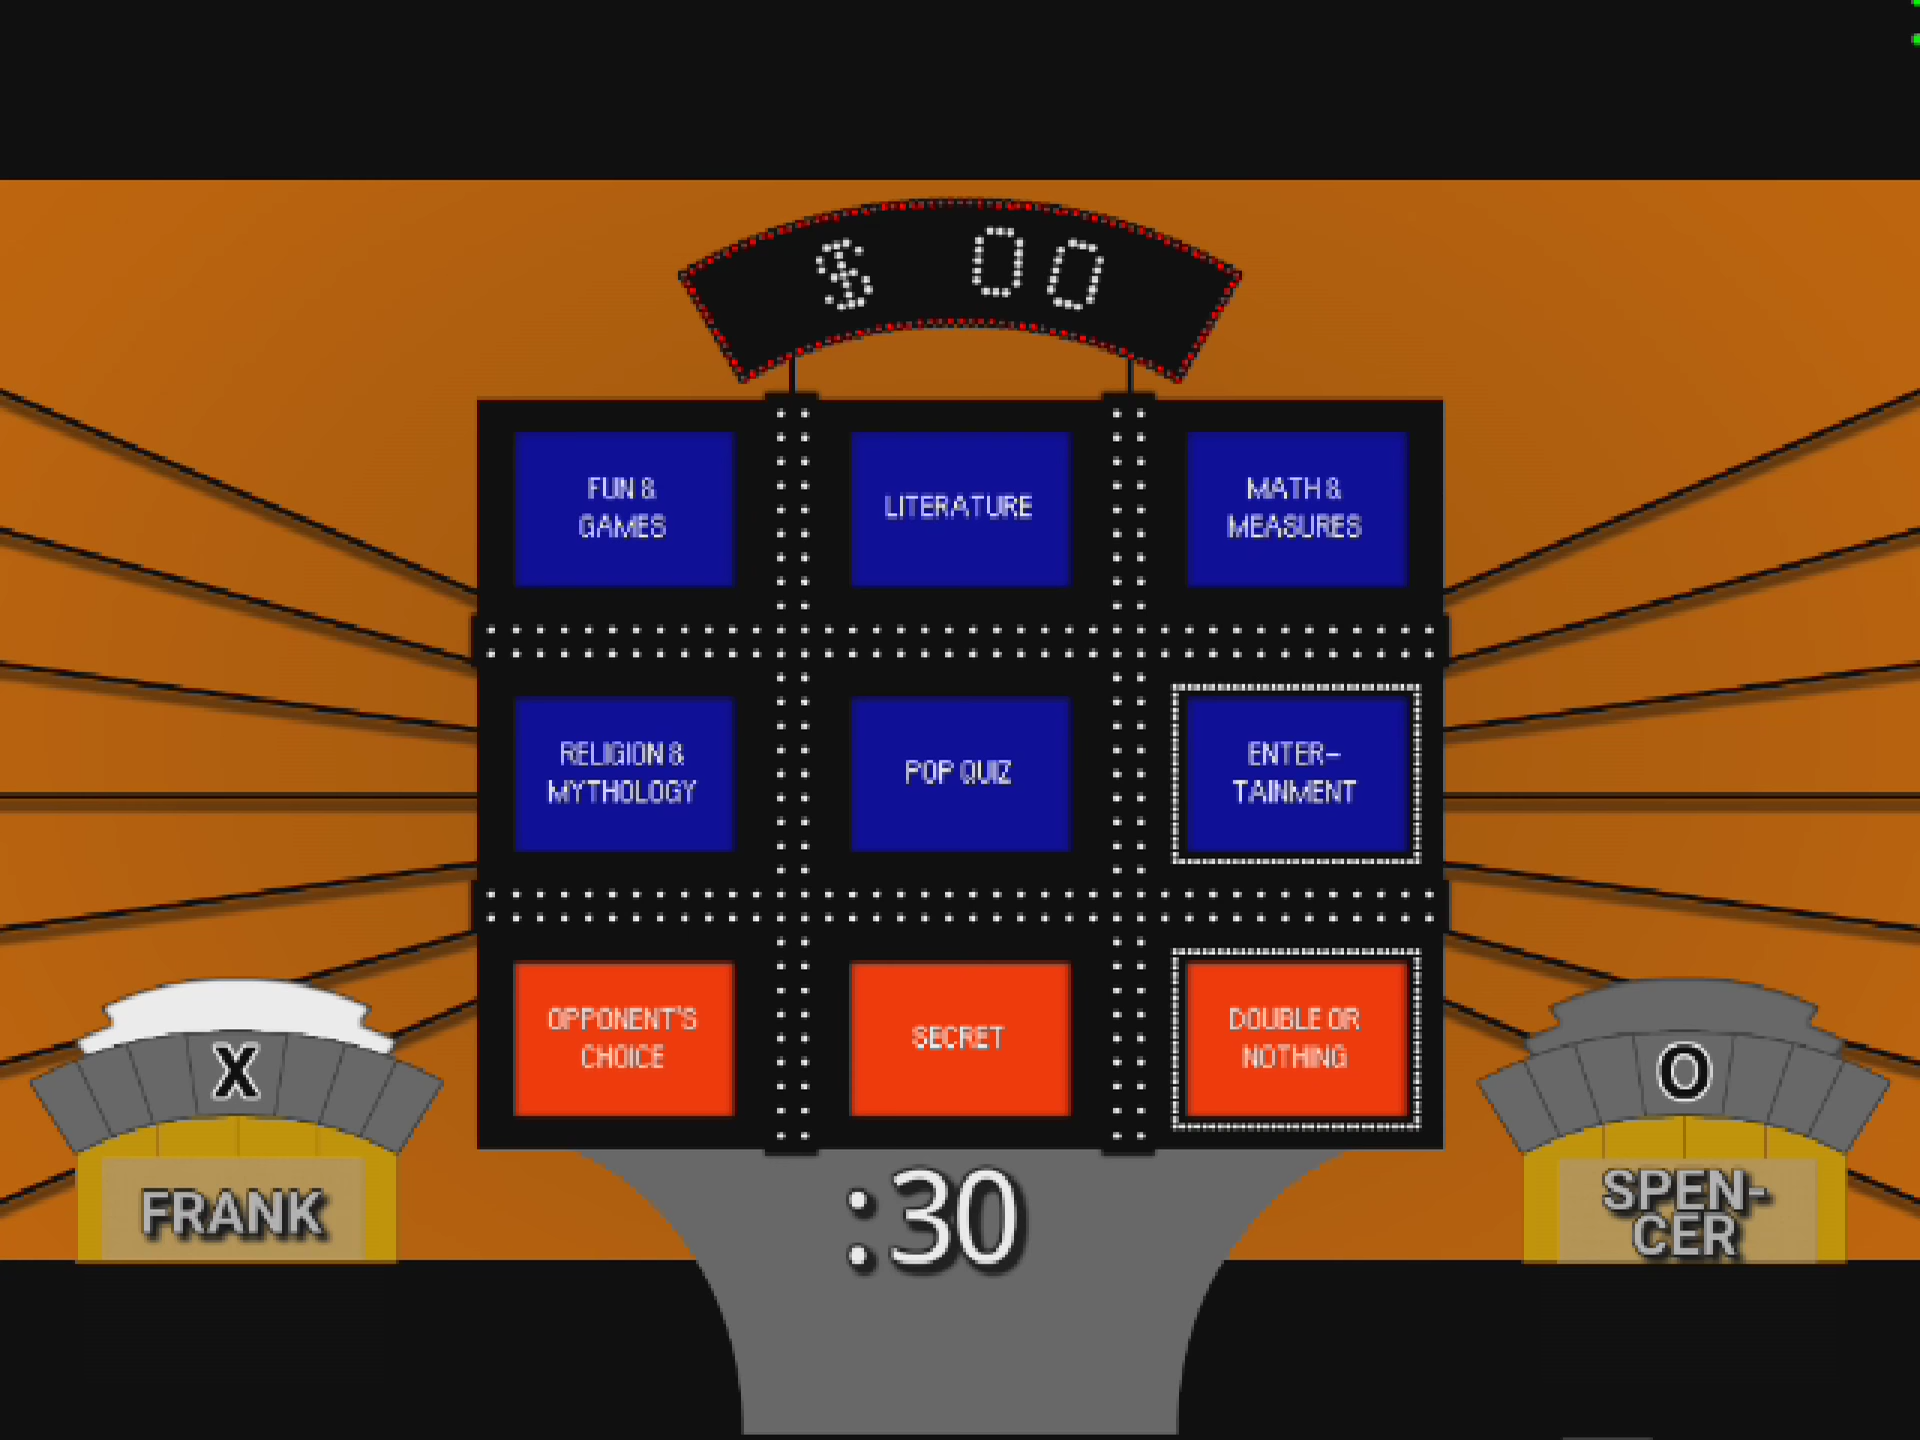 $ 00
FUN &
GAMES
LITERATURE
MATH &
MEASURES
RELIGION &
MYTHOLOGY
POP QUIZ
ENTER-
TAINMENT
OPPONENT'S
CHOICE
SECRET
DOUBLE OR
NOTHING
X
FRANK
:30
O
SPEN-
CER